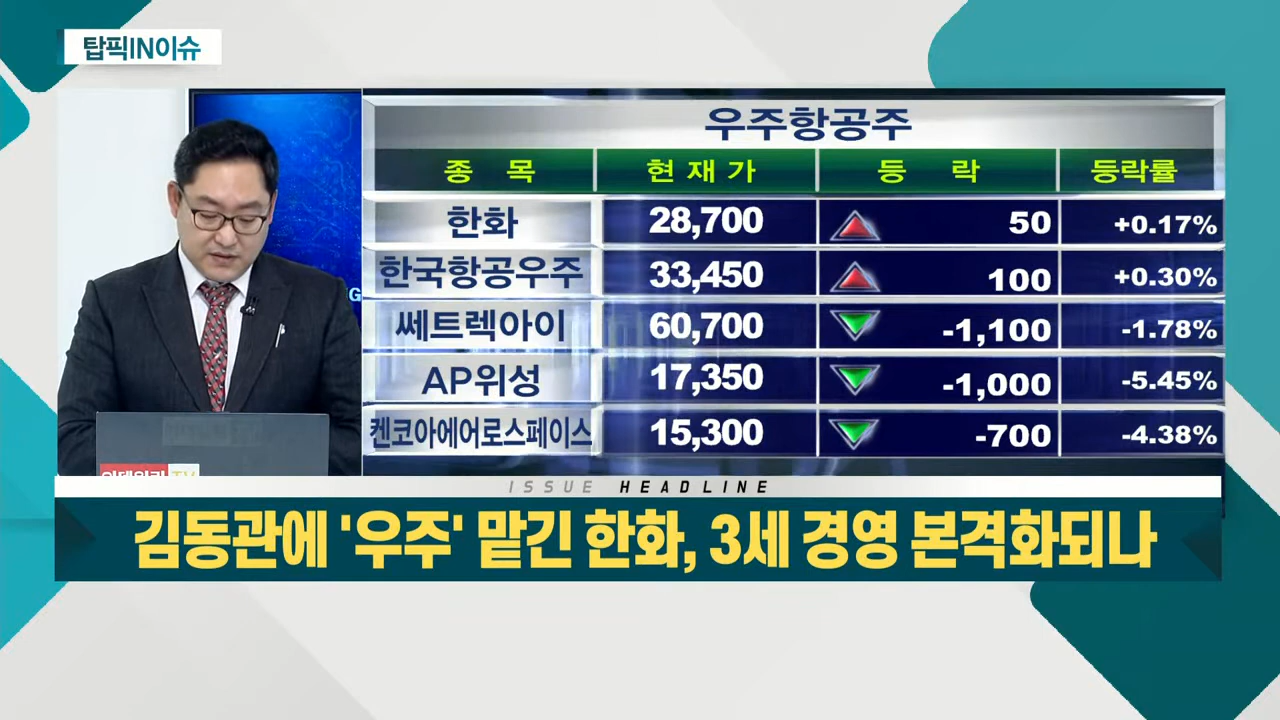 탑픽IN이슈
우주항공주
종 목 현 재 가 등 락 등락률
한화 28,700 50 +0.17%
한국항공우주 33,450 100 +0.30%
쎄트렉아이 60,700 -1,100 -1.78%
AP위성 17,350 -1,000 -5.45%
켄코아에어로스페이스 15,300 -700 -4.38%
G
ISSUE HEADLINE
김동관에 '우주' 맡긴 한화, 3세 경영 본격화되나